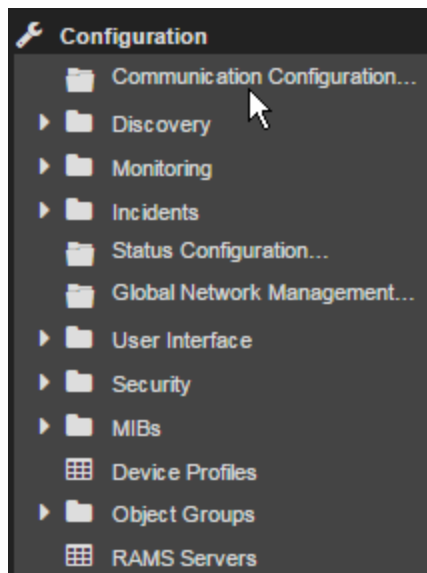 Configuration
Communication Configuration...
Discovery
Monitoring
Incidents
Status Configuration...
Global Network Management...
User Interface
Security
MIBs
Device Profiles
Object Groups
RAMS Servers